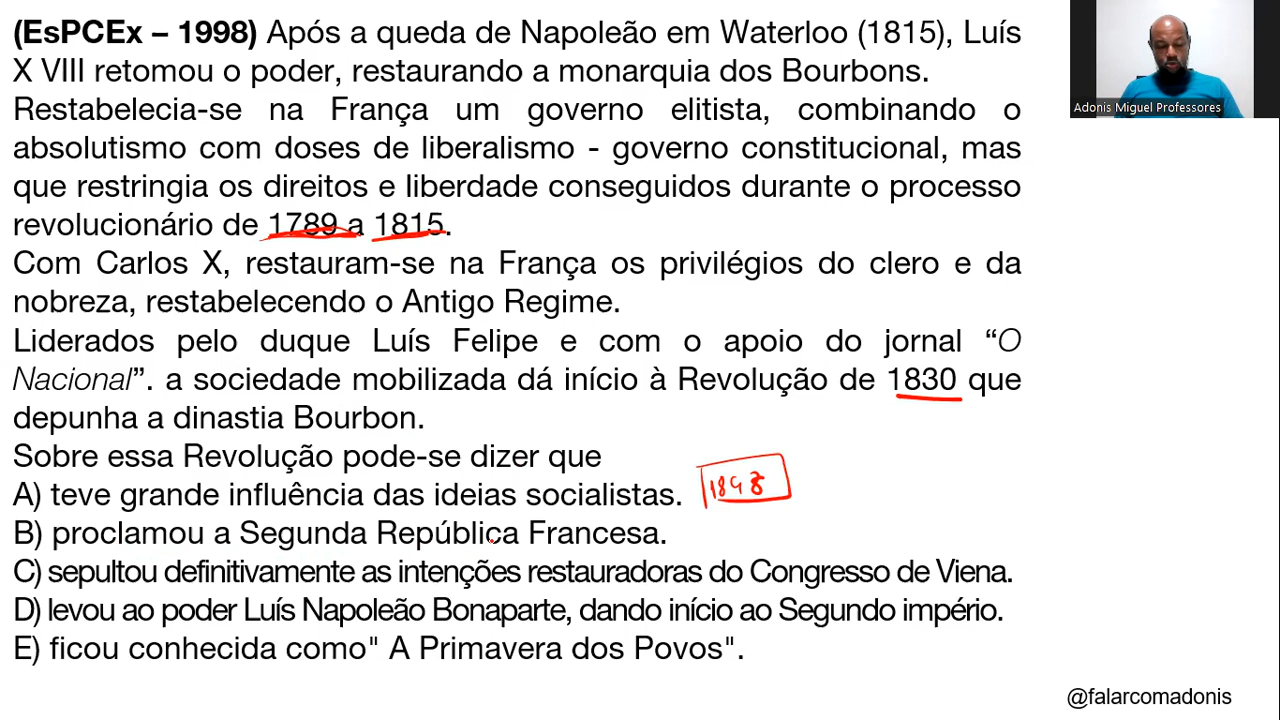 (EsPCEx – 1998) Após a queda de Napoleão em Waterloo (1815), Luís
X VIII retomou o poder, restaurando a monarquia dos Bourbons.
Restabelecia-se na França um governo elitista, combinando o
absolutismo com doses de liberalismo - governo constitucional, mas
que restringia os direitos e liberdade conseguidos durante o processo
revolucionário de 1789 a 1815.
Com Carlos X, restauram-se na França os privilégios do clero e da
nobreza, restabelecendo o Antigo Regime.
Liderados pelo duque Luís Felipe e com o apoio do jornal “O
Nacional”. a sociedade mobilizada dá início à Revolução de 1830 que
depunha a dinastia Bourbon.
Sobre essa Revolução pode-se dizer que
A) teve grande influência das ideias socialistas. 1848
B) proclamou a Segunda República Francesa.
C) sepultou definitivamente as intenções restauradoras do Congresso de Viena.
D) levou ao poder Luís Napoleão Bonaparte, dando início ao Segundo império.
E) ficou conhecida como" A Primavera dos Povos".
Adonis Miguel Professores
@falarcomadonis